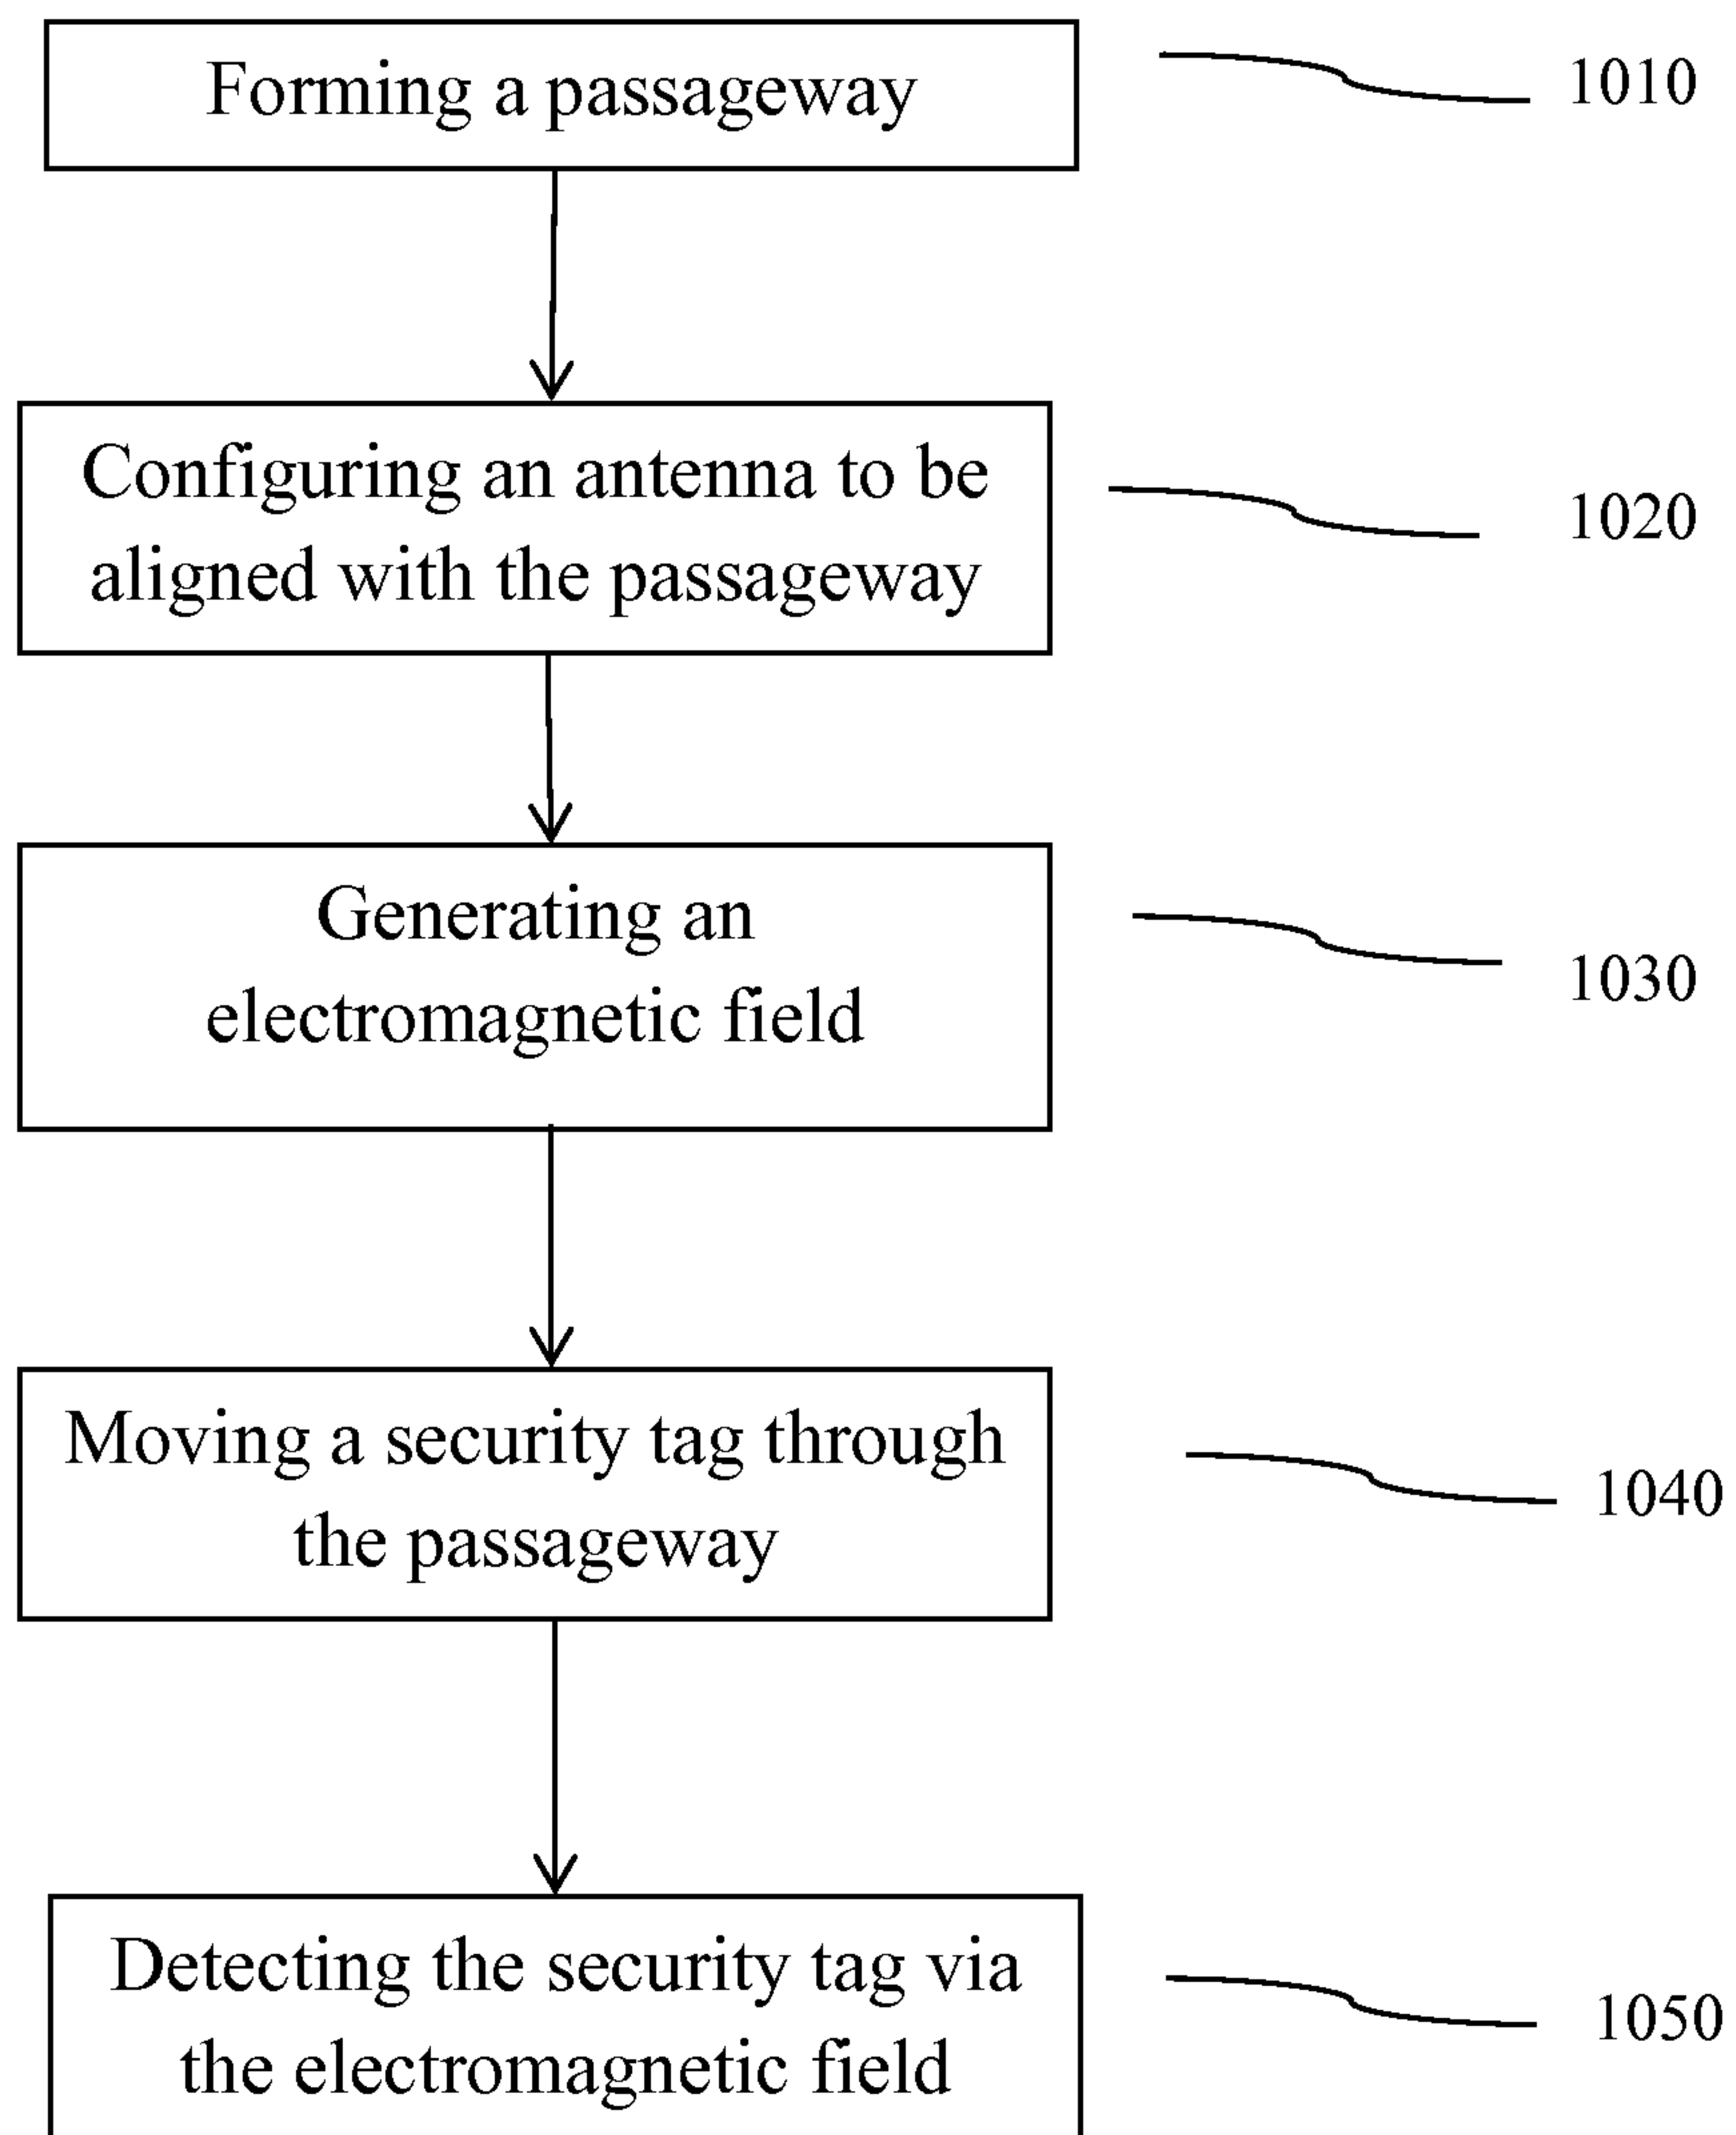 Forming a passageway
1010
Configuring an antenna to be
aligned with the passageway
1020
Generating an
electromagnetic field
1030
Moving a security tag through
the passageway
1040
Detecting the security tag via
the electromagnetic field
1050